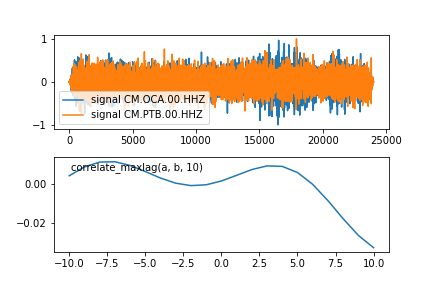 1
0
−1
signal CM.OCA.00.HHZ
signal CM.PTB.00.HHZ
0 5000 10000 15000 20000 25000
correlate_maxlag(a, b, 10)
0.00
−0.02
−10.0 −7.5 −5.0 −2.5 0.0 2.5 5.0 7.5 10.0